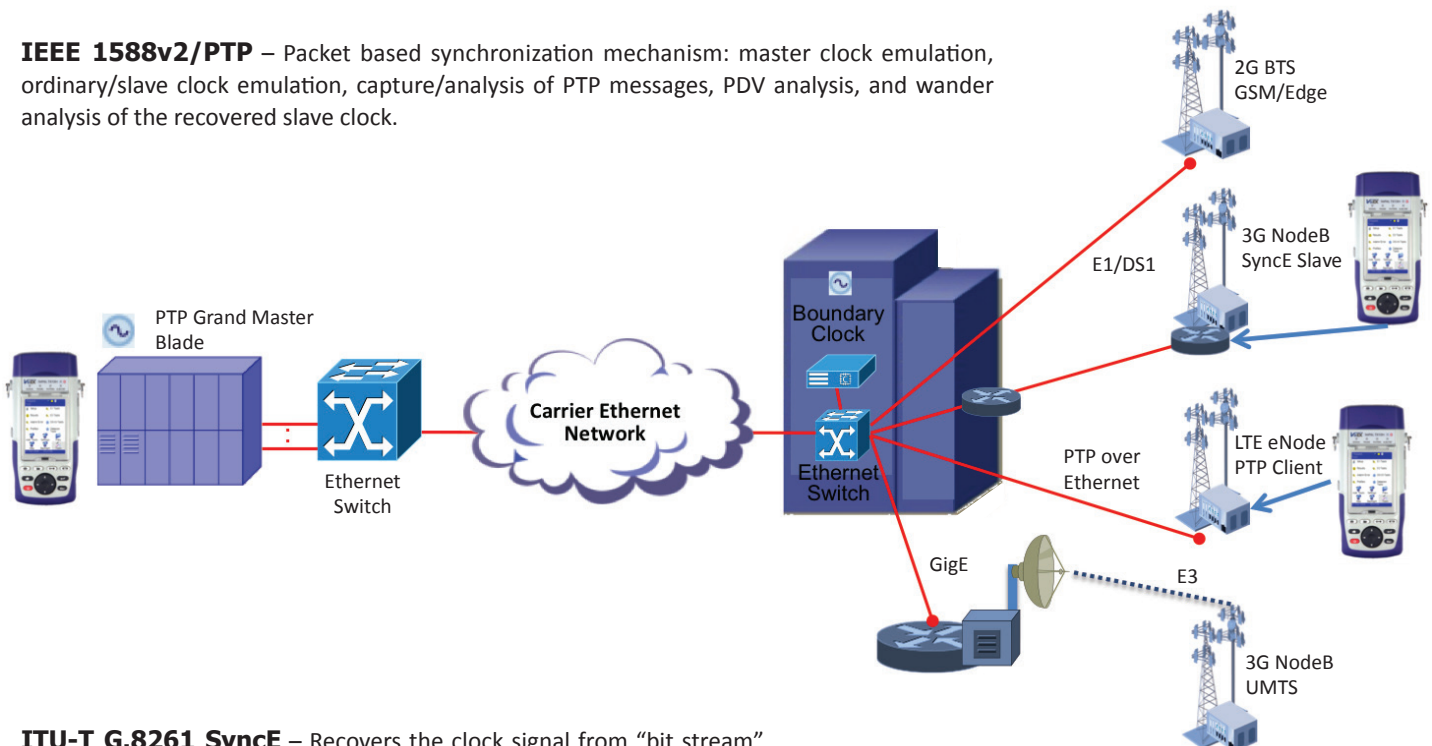 IEEE 1588v2/PTP – Packet based synchronization mechanism: master clock emulation,
ordinary/slave clock emulation, capture/analysis of PTP messages, PDV analysis, and wander
analysis of the recovered slave clock.
2G BTS
GSM/Edge
E1/DS1
3G NodeB
SyncE Slave
PTP Grand Master
Blade
Boundary
Clock
Carrier Ethernet
Network
Ethernet
Switch
Ethernet
Switch
PTP over
Ethernet
LTE eNode
PTP Client
GigE
E3
3G NodeB
UMTS
ITU-T G.8261 SyncE – Recovers the clock signal from “bit stream”